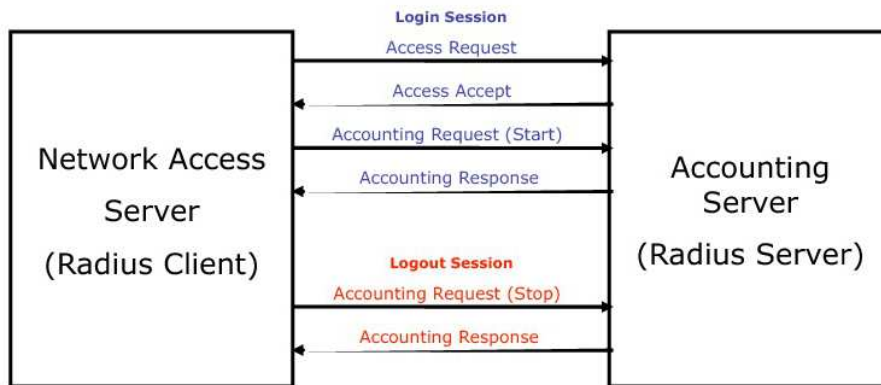 Login Session
Access Request
Access Accept
Accounting Request (Start)
Accounting Response
Network Access
Server
(Radius Client)
Accounting
Server
(Radius Server)
Logout Session
Accounting Request (Stop)
Accounting Response